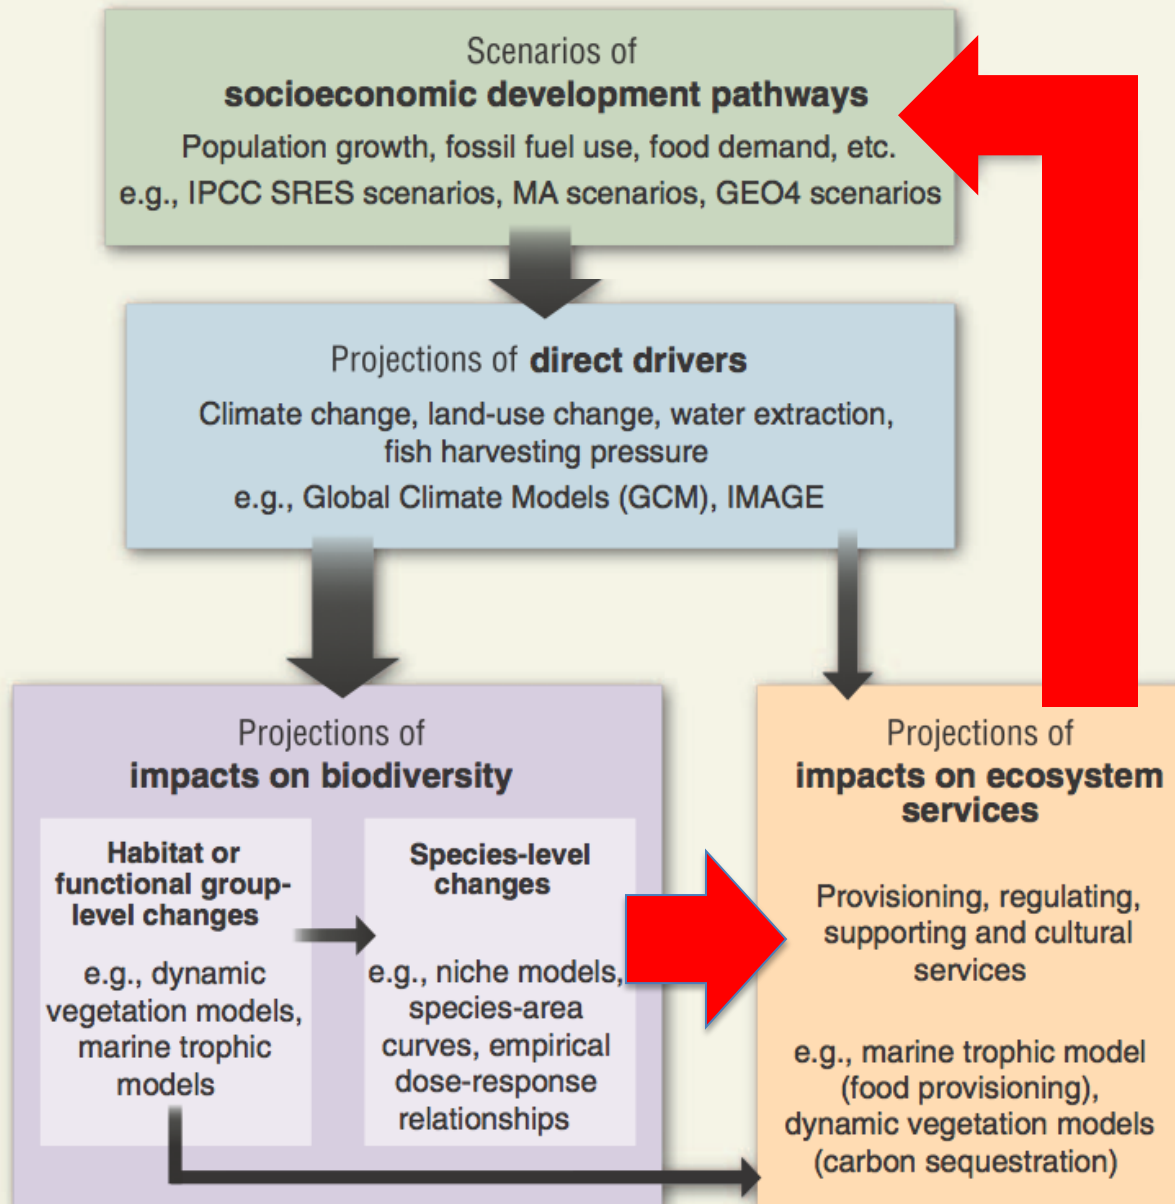 Scenarios of
socioeconomic development pathways
Population growth, fossil fuel use, food demand, etc.
e.g., IPCC SRES scenarios, MA scenarios, GEO4 scenarios
Projections of direct drivers
Climate change, land-use change, water extraction,
fish harvesting pressure
e.g., Global Climate Models (GCM), IMAGE
Projections of
impacts on biodiversity
Habitat or
functional group-
level changes
e.g., dynamic
vegetation models,
marine trophic
models
Species-level
changes
e.g., niche models,
species-area
curves, empirical
dose-response
relationships
Projections of
impacts on ecosystem
services
Provisioning, regulating,
supporting and cultural
services
e.g., marine trophic model
(food provisioning),
dynamic vegetation models
(carbon sequestration)